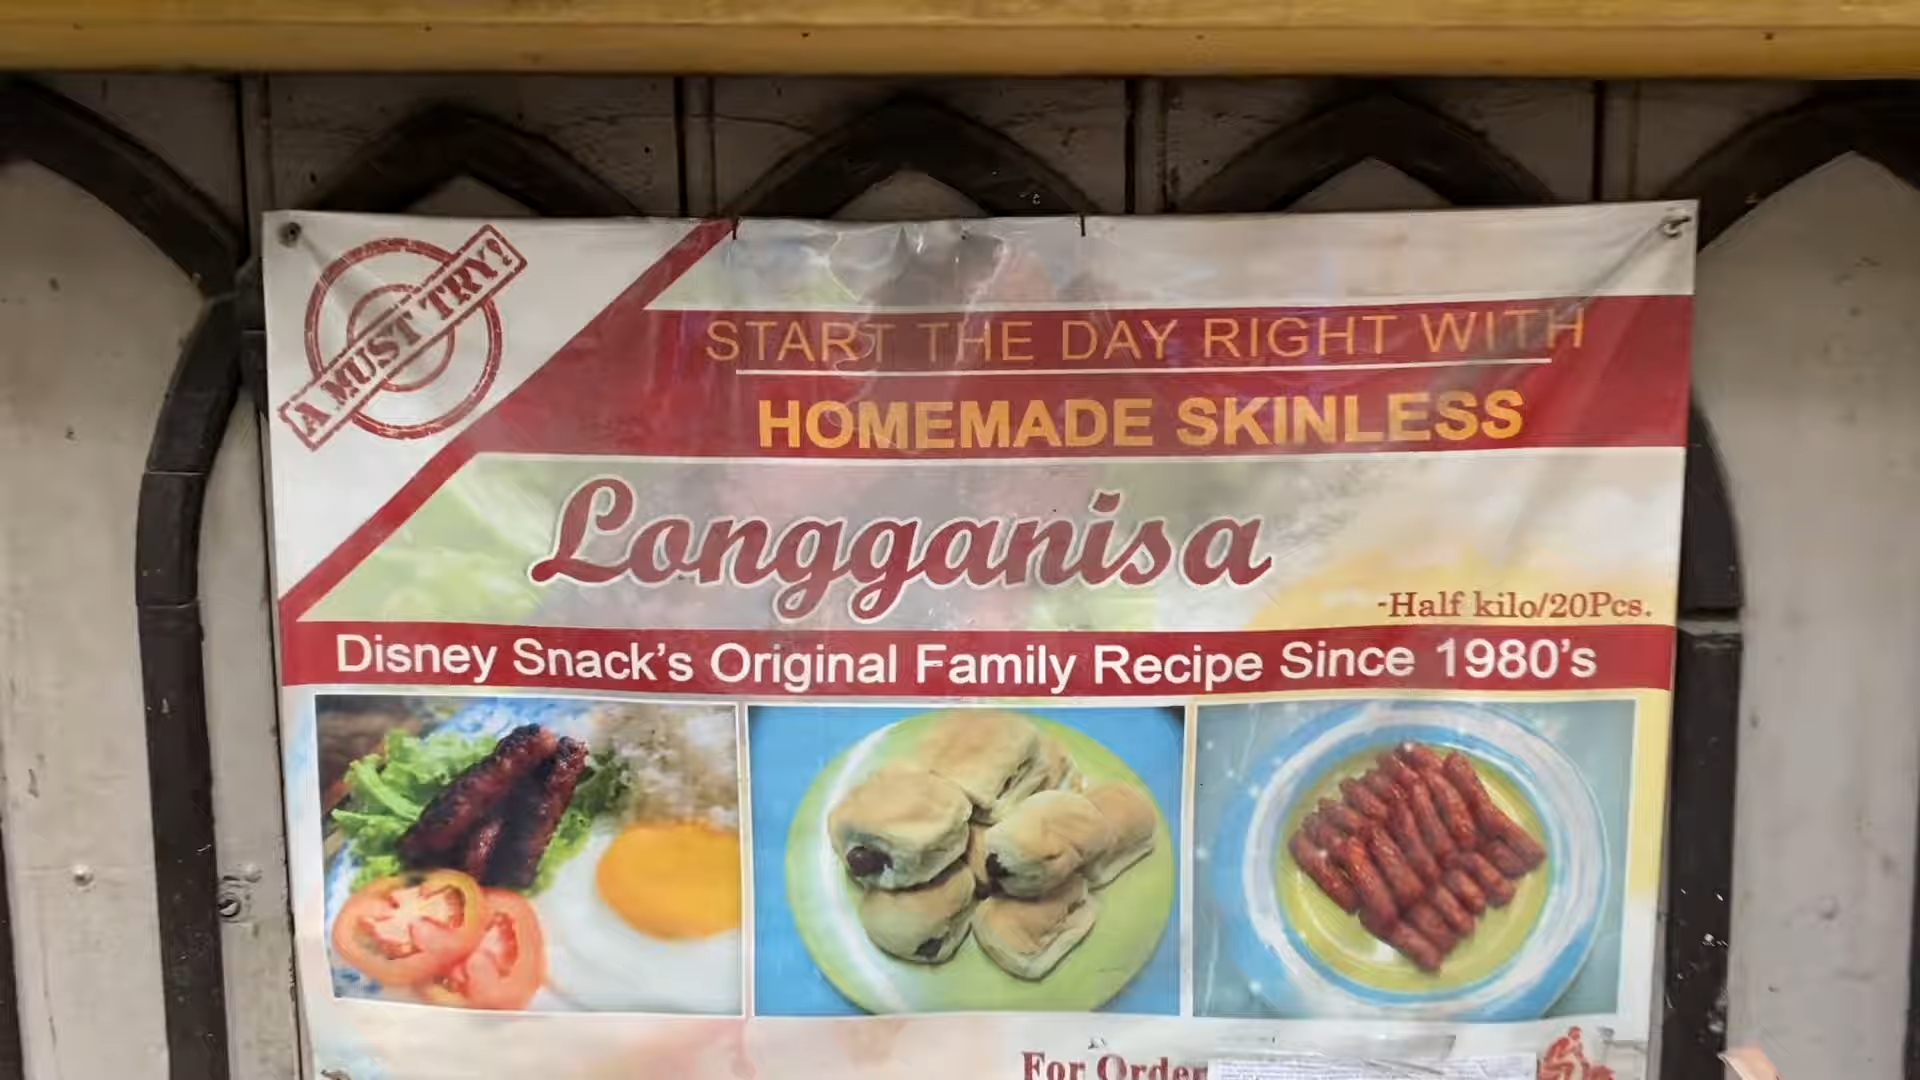 A MUST TRY!
START THE DAY RIGHT WITH
HOMEMADE SKINLESS
Longganisa
-Half kilo/20Pcs.
Disney Snack's Original Family Recipe Since 1980's
For Order